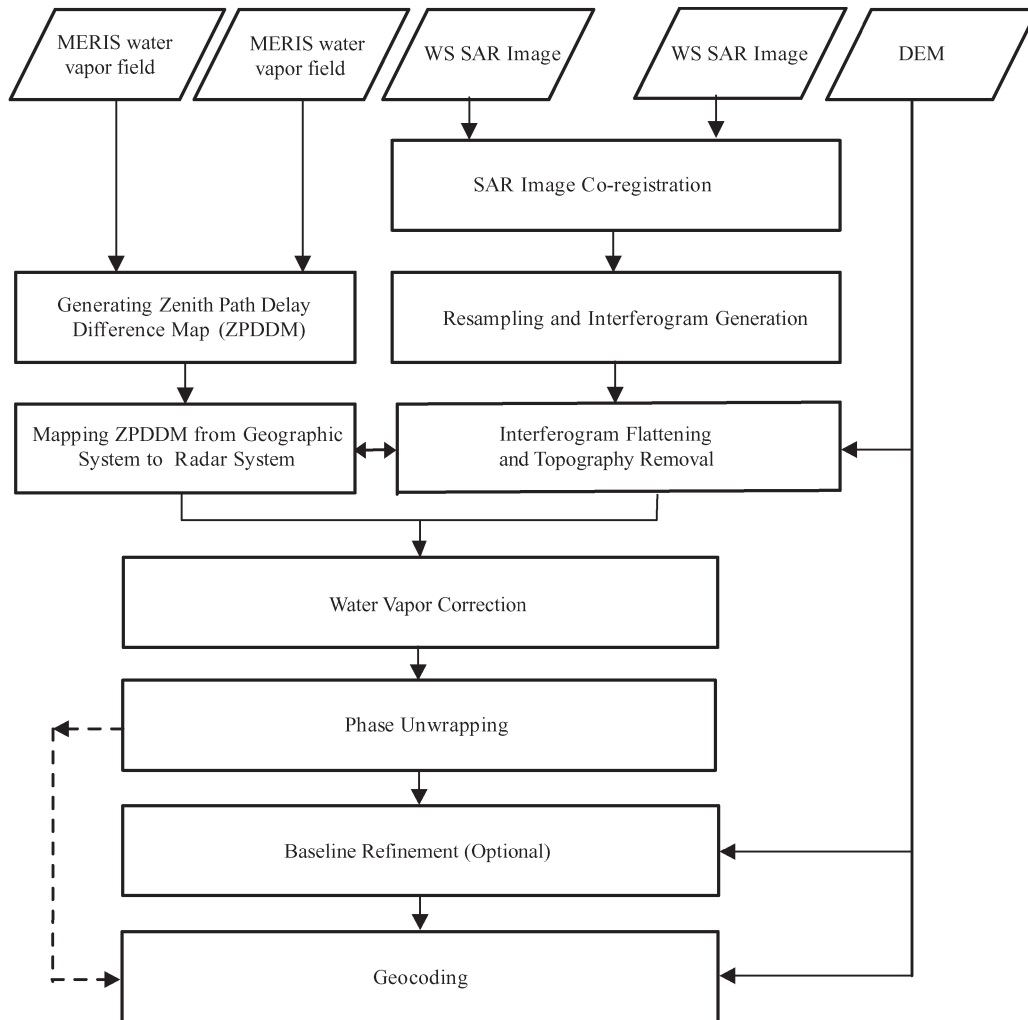 MERIS water
vapor field
MERIS water
vapor field
WS SAR Image
WS SAR Image
DEM
SAR Image Co-registration
Generating Zenith Path Delay
Difference Map (ZPDDM)
Resampling and Interferogram Generation
Mapping ZPDDM from Geographic
System to Radar System
Interferogram Flattening
and Topography Removal
Water Vapor Correction
Phase Unwrapping
Baseline Refinement (Optional)
Geocoding